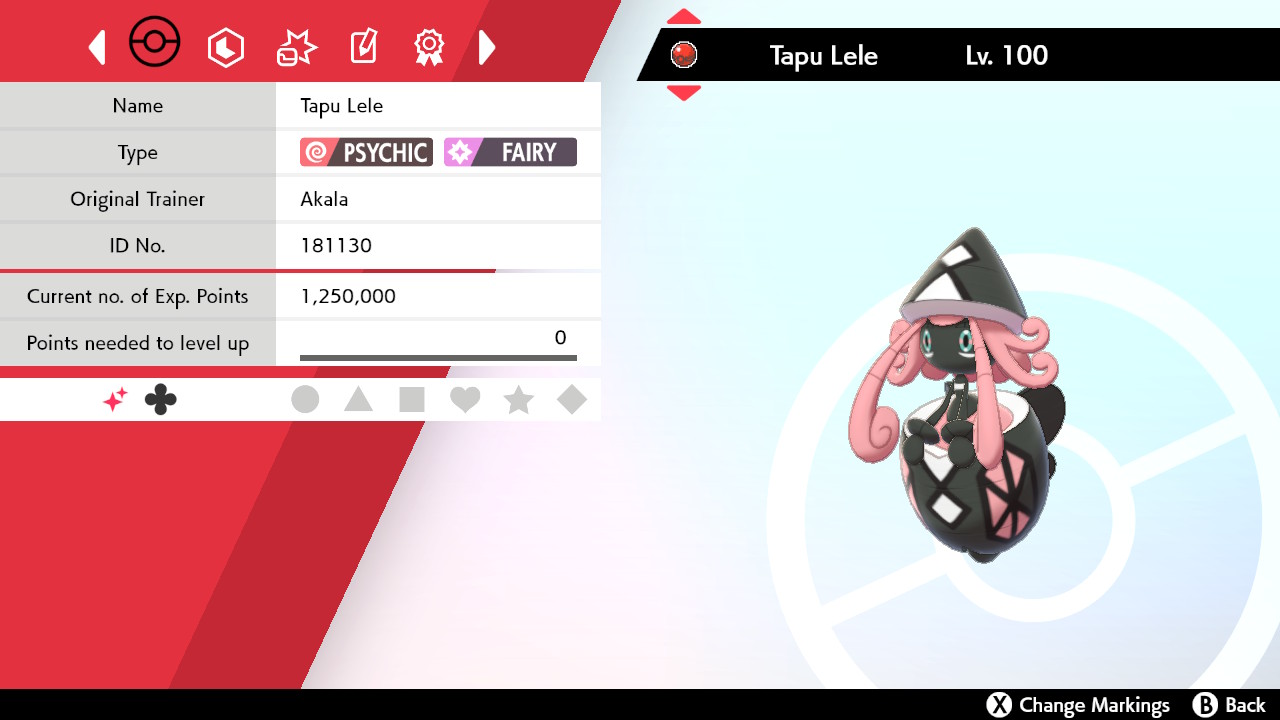 Tapu Lele Lv. 100
Name Tapu Lele
Type PSYCHIC FAIRY
Original Trainer Akala
ID No. 181130
Current no. of Exp. Points 1,250,000
Points needed to level up 0
X Change Markings B Back